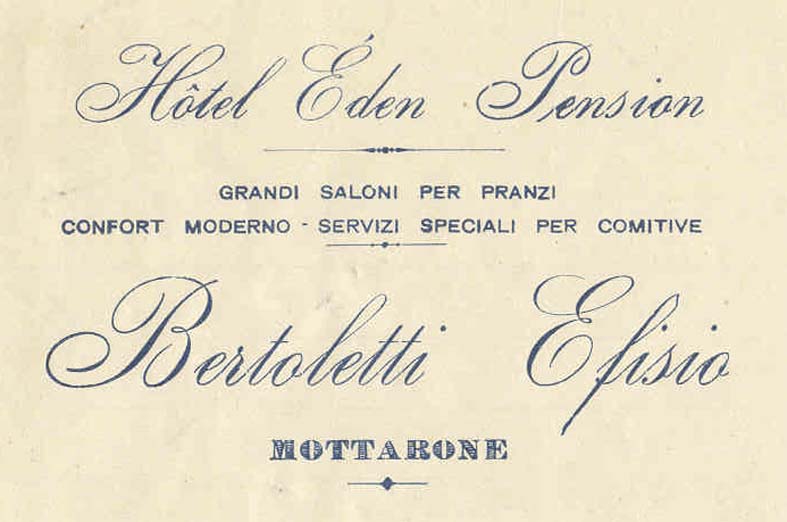 Hôtel Éden Pension
GRANDI SALONI PER PRANZI
CONFORT MODERNO - SERVIZI SPECIALI PER COMITIVE
Bertoletti Efisio
MOTTARONE